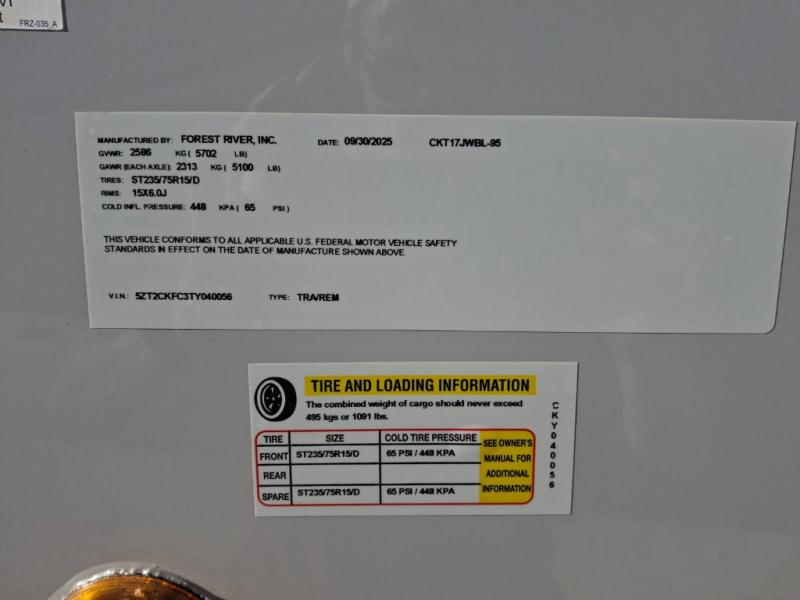 FRZ-035_A
MANUFACTURED BY: FOREST RIVER, INC. DATE: 09/30/2025 CKT17JWBL-95
GVWR: 2586 KG ( 5702 LB)
GAWR (EACH AXLE): 2313 KG ( 5100 LB)
TIRES: ST235/75R15/D
RIMS: 15X6.0J
COLD INFL. PRESSURE: 448 KPA ( 65 PSI )
THIS VEHICLE CONFORMS TO ALL APPLICABLE U.S. FEDERAL MOTOR VEHICLE SAFETY
STANDARDS IN EFFECT ON THE DATE OF MANUFACTURE SHOWN ABOVE.
V.I.N.: 5ZT2CKFC3TY040056 TYPE: TRA/REM
TIRE AND LOADING INFORMATION
The combined weight of cargo should never exceed
495 kgs or 1091 lbs.
TIRE SIZE COLD TIRE PRESSURE
FRONT ST235/75R15/D 65 PSI / 448 KPA
REAR
SPARE ST235/75R15/D 65 PSI / 448 KPA
SEE OWNER'S
MANUAL FOR
ADDITIONAL
INFORMATION
CKY040056